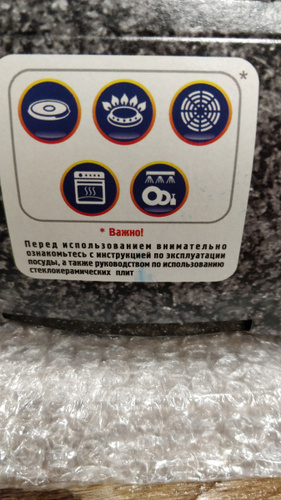 *
* Важно!
Перед использованием внимательно
ознакомьтесь с инструкцией по эксплуатации
посуды, а также руководством по использованию
стеклокерамических плит